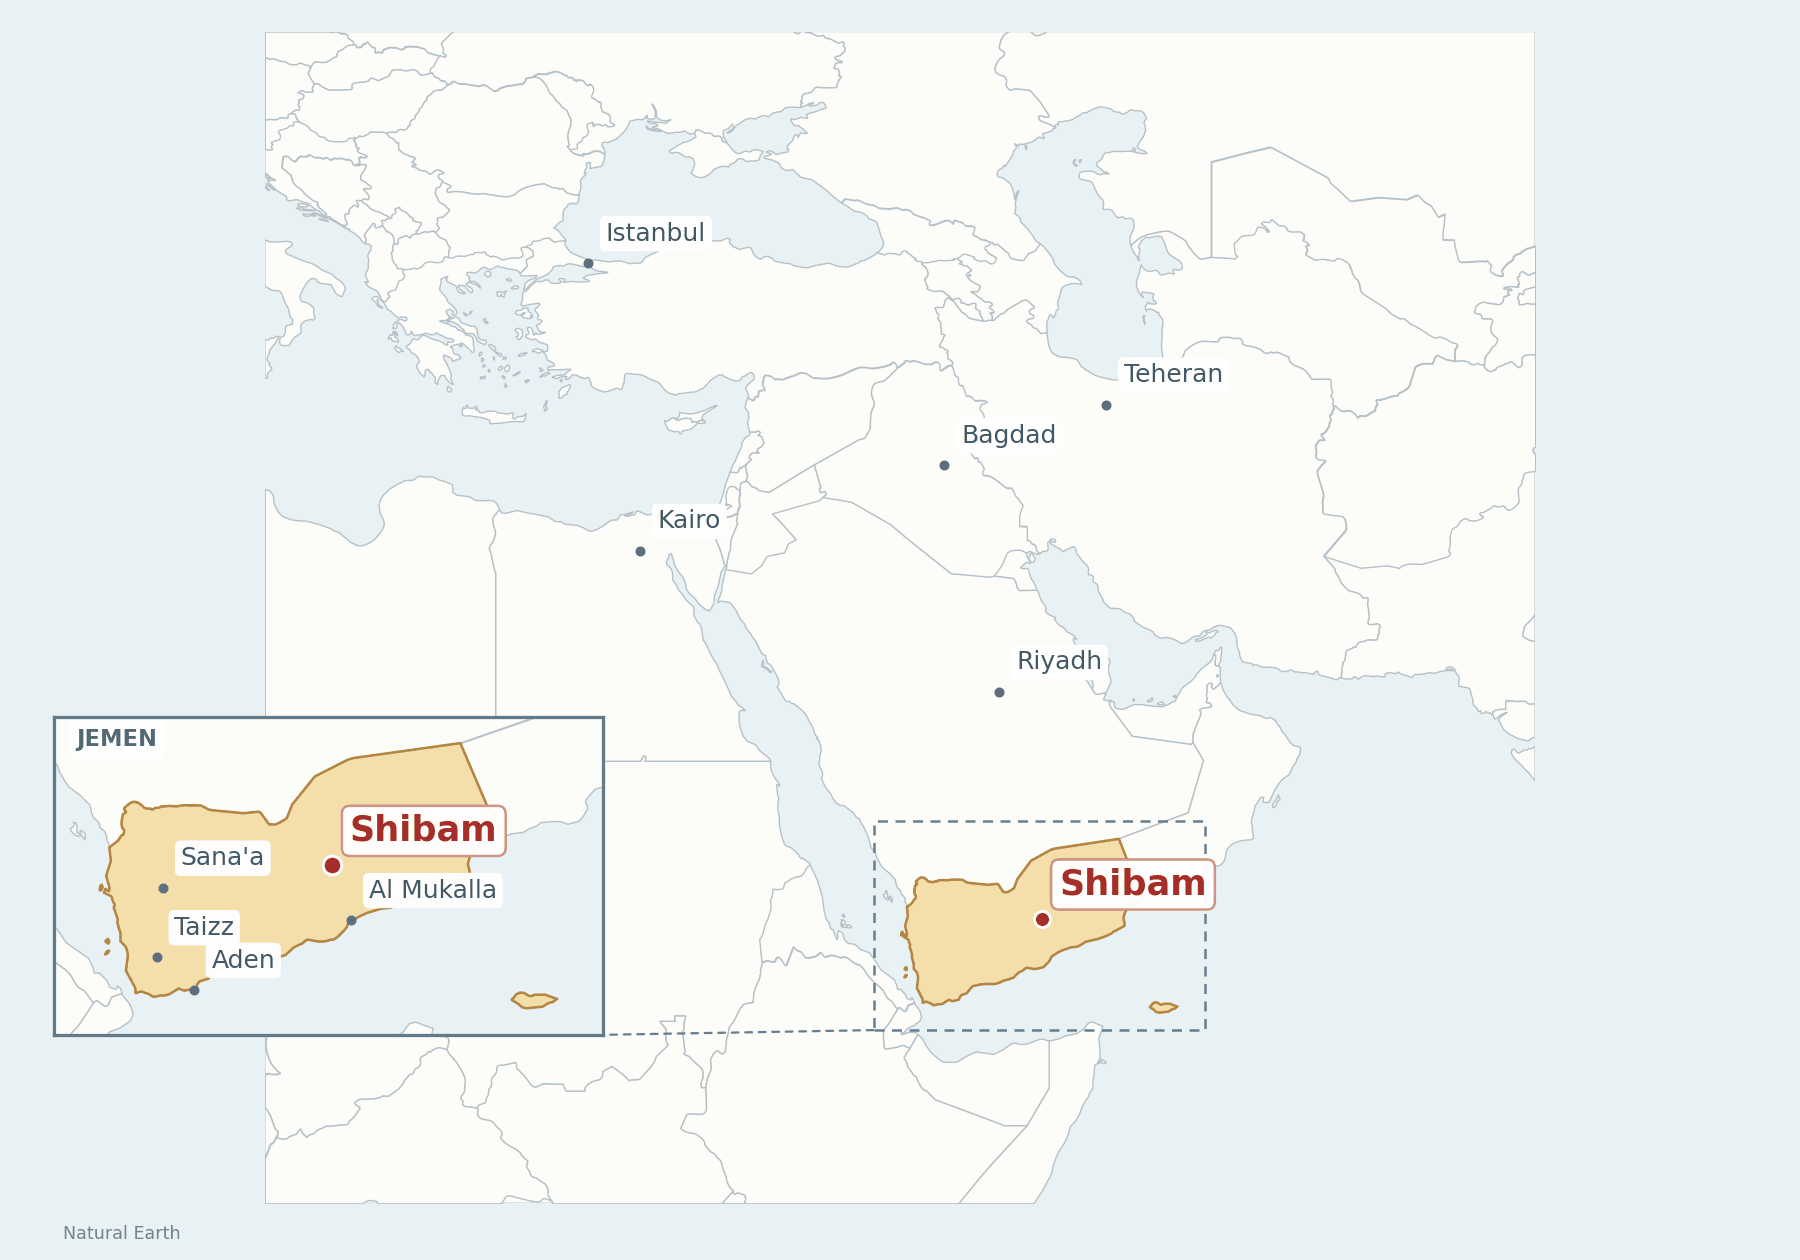 Istanbul
Teheran
Bagdad
Kairo
Riyadh
JEMEN
Shibam
Sana'a
Al Mukalla
Taizz
Aden
Shibam
Natural Earth